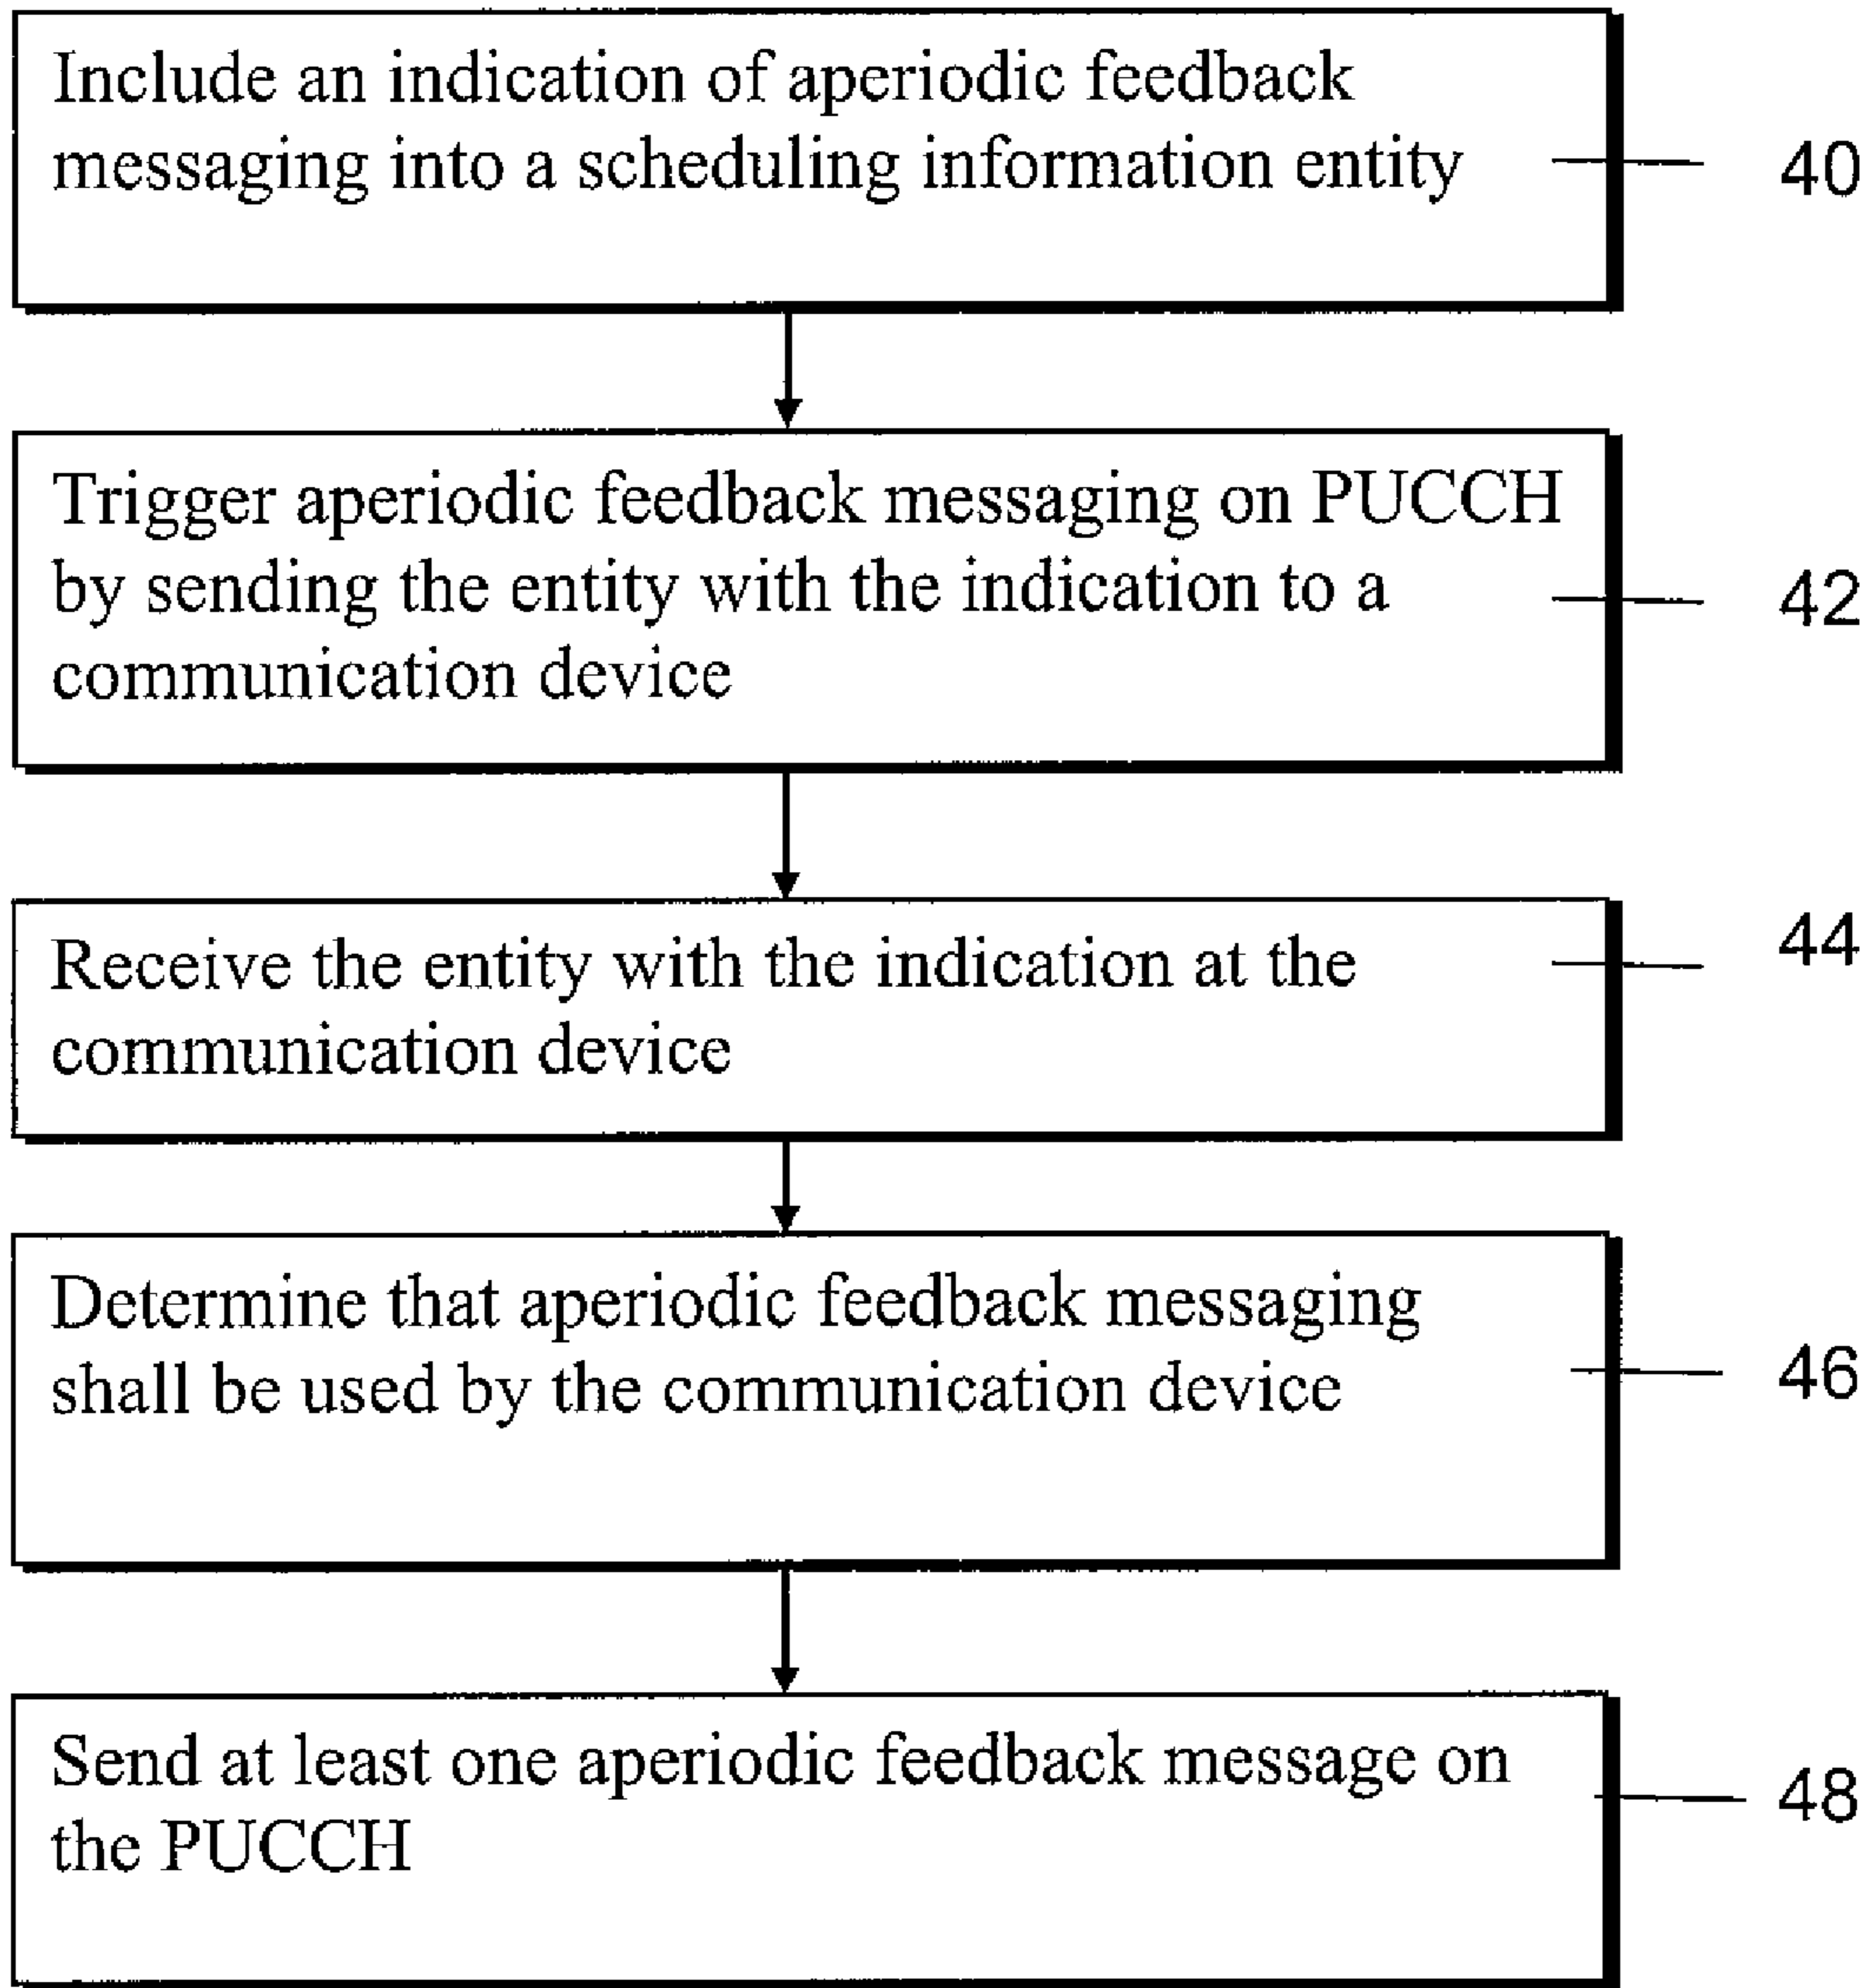 Include an indication of aperiodic feedback
messaging into a scheduling information entity
40
Trigger aperiodic feedback messaging on PUCCH
by sending the entity with the indication to a
communication device
42
Receive the entity with the indication at the
communication device
44
Determine that aperiodic feedback messaging
shall be used by the communication device
46
Send at least one aperiodic feedback message on
the PUCCH
48